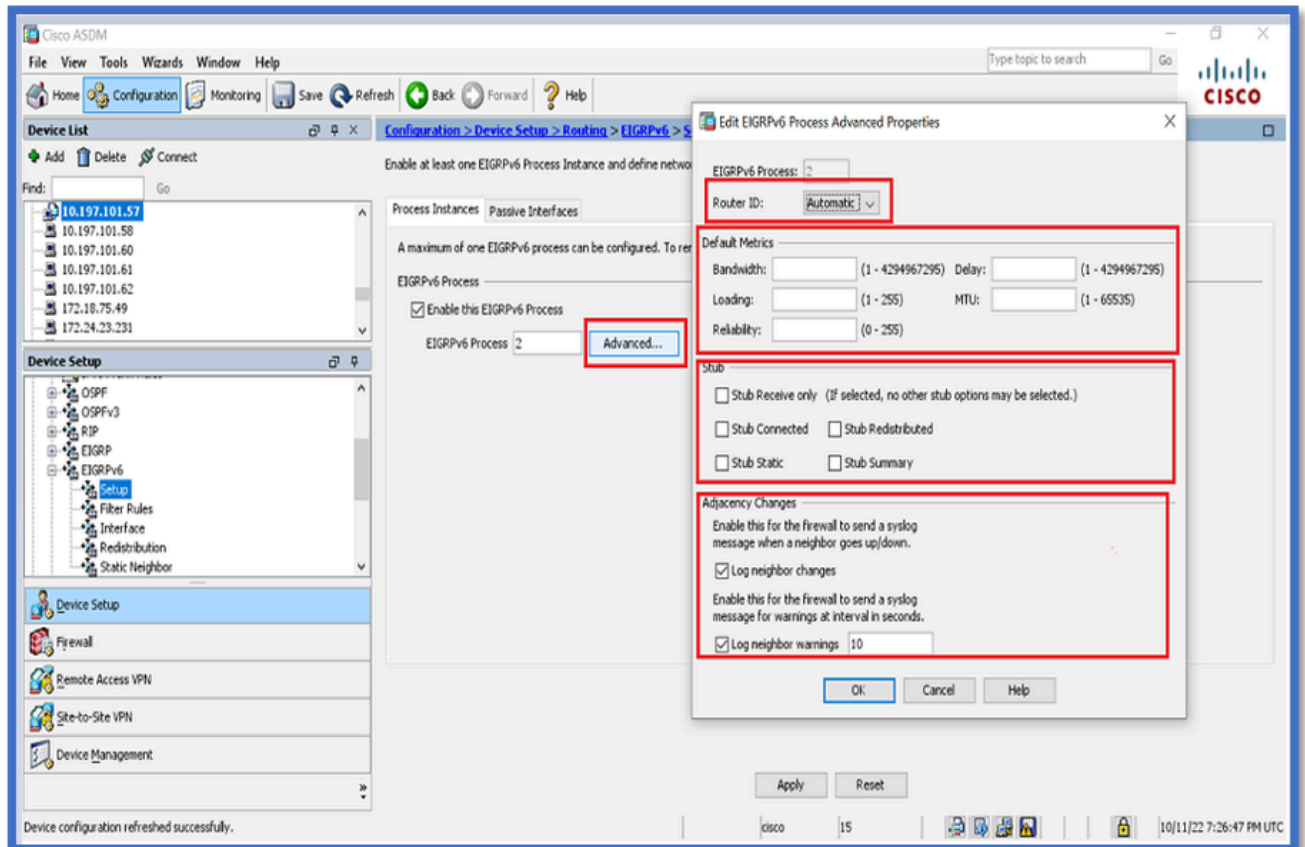 Cisco ASDM
File View Tools Wizards Window Help
Type topic to search Go
Home Configuration Monitoring Save Refresh Back Forward Help
CISCO
Device List
Add Delete Connect
Find: Go
10.197.101.57
10.197.101.58
10.197.101.60
10.197.101.61
10.197.101.62
172.18.75.49
172.24.23.231
Device Setup
OSPF
OSPFv3
RIP
EIGRP
EIGRPv6
Setup
Filter Rules
Interface
Redistribution
Static Neighbor
Device Setup
Firewall
Remote Access VPN
Site-to-Site VPN
Device Management
Configuration > Device Setup > Routing > EIGRPv6 > S
Enable at least one EIGRPv6 Process Instance and define netwo
Process Instances Passive Interfaces
A maximum of one EIGRPv6 process can be configured. To rer
EIGRPv6 Process
Enable this EIGRPv6 Process
EIGRPv6 Process 2 Advanced...
Edit EIGRPv6 Process Advanced Properties
EIGRPv6 Process: 2
Router ID: Automatic
Default Metrics
Bandwidth: (1 - 4294967295) Delay: (1 - 4294967295)
Loading: (1 - 255) MTU: (1 - 65535)
Reliability: (0 - 255)
Stub
Stub Receive only (If selected, no other stub options may be selected.)
Stub Connected Stub Redistributed
Stub Static Stub Summary
Adjacency Changes
Enable this for the firewall to send a syslog
message when a neighbor goes up/down.
Log neighbor changes
Enable this for the firewall to send a syslog
message for warnings at interval in seconds.
Log neighbor warnings 10
OK Cancel Help
Apply Reset
Device configuration refreshed successfully. cisco 15 10/11/22 7:26:47 PM UTC